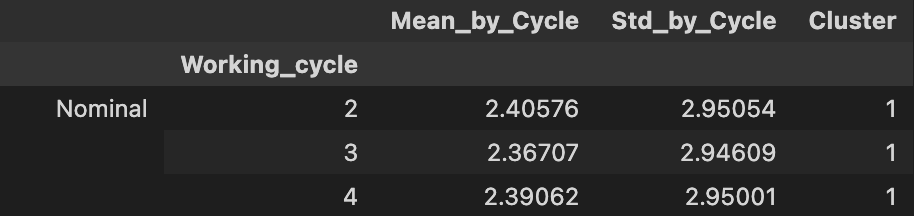 Mean_by_Cycle Std_by_Cycle Cluster
Working_cycle
Nominal 2 2.40576 2.95054 1
3 2.36707 2.94609 1
4 2.39062 2.95001 1